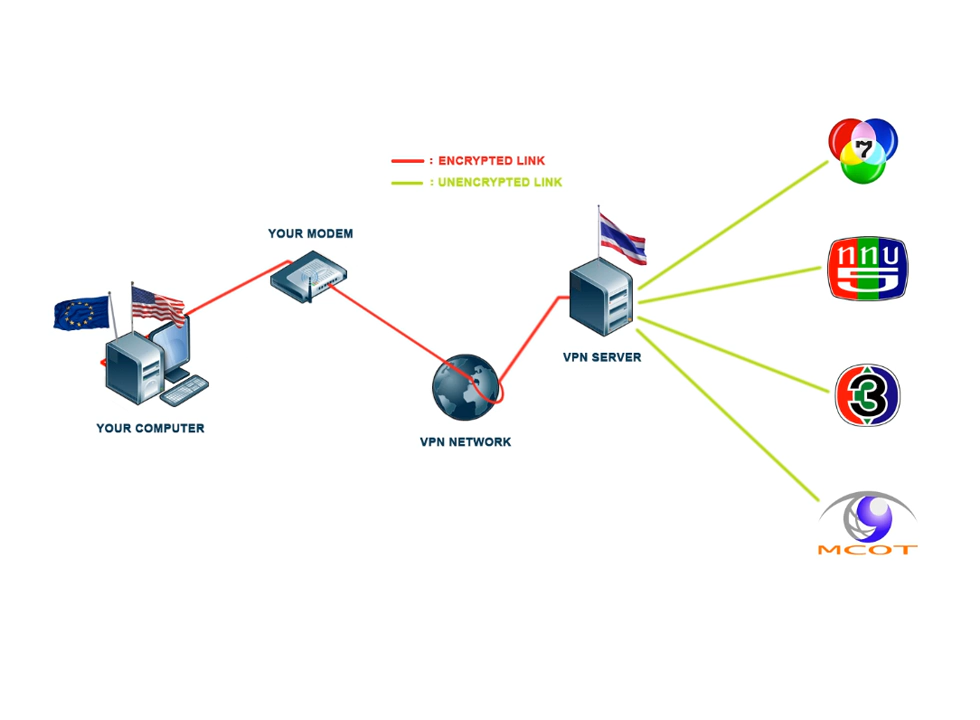 : ENCRYPTED LINK
: UNENCRYPTED LINK
7
YOUR MODEM
ททบ
5
VPN SERVER
3
YOUR COMPUTER
VPN NETWORK
MCOT